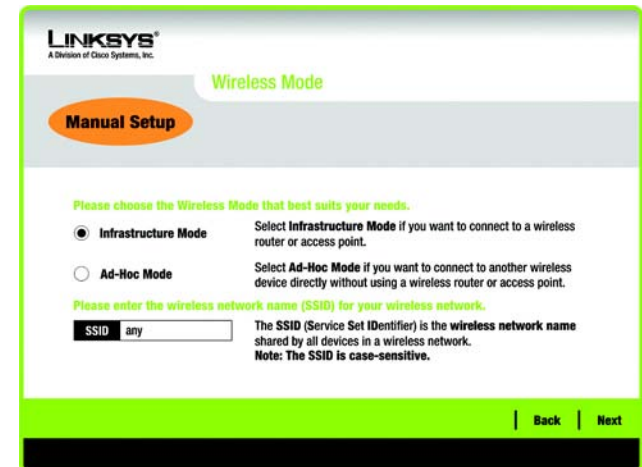 LINKSYS®
A Division of Cisco Systems, Inc.
Wireless Mode
Manual Setup
Please choose the Wireless Mode that best suits your needs.
Infrastructure Mode
Select Infrastructure Mode if you want to connect to a wireless
router or access point.
Ad-Hoc Mode
Select Ad-Hoc Mode if you want to connect to another wireless
device directly without using a wireless router or access point.
Please enter the wireless network name (SSID) for your wireless network.
SSID any
The SSID (Service Set IDentifier) is the wireless network name
shared by all devices in a wireless network.
Note: The SSID is case-sensitive.
Back Next